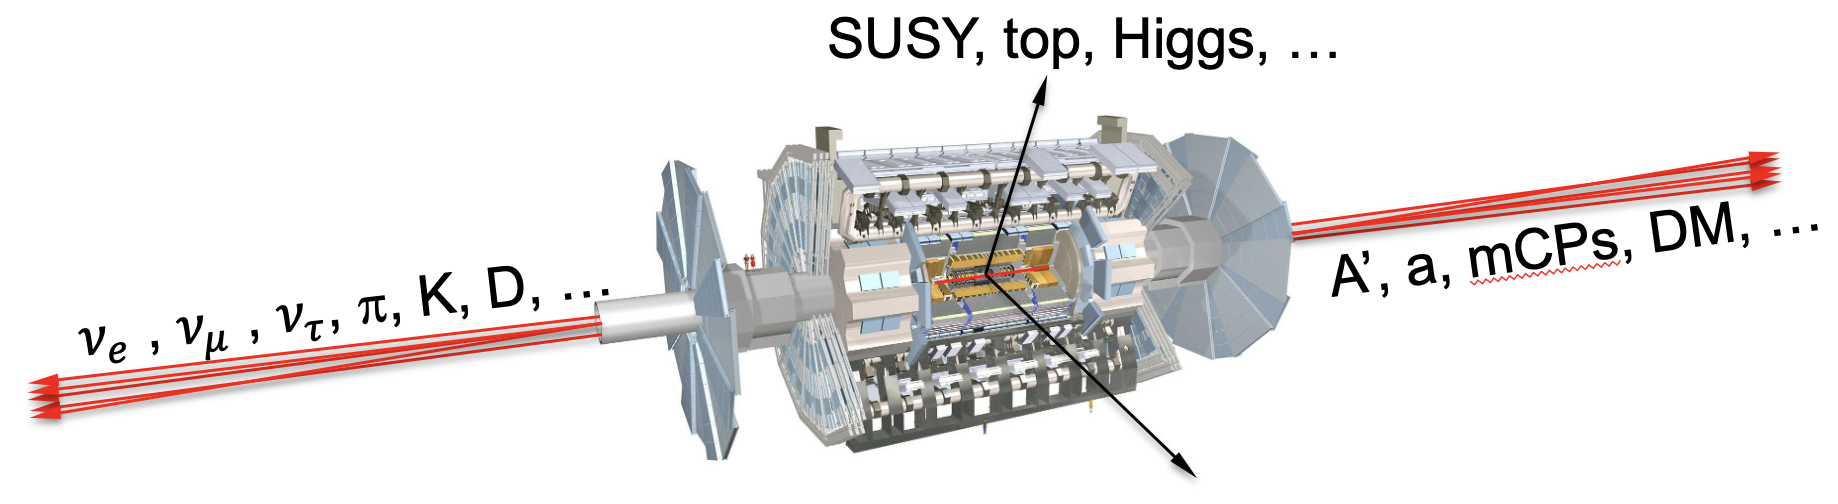 SUSY, top, Higgs, …
νe , νμ , ντ, π, K, D, …
A’, a, mCPs, DM, …